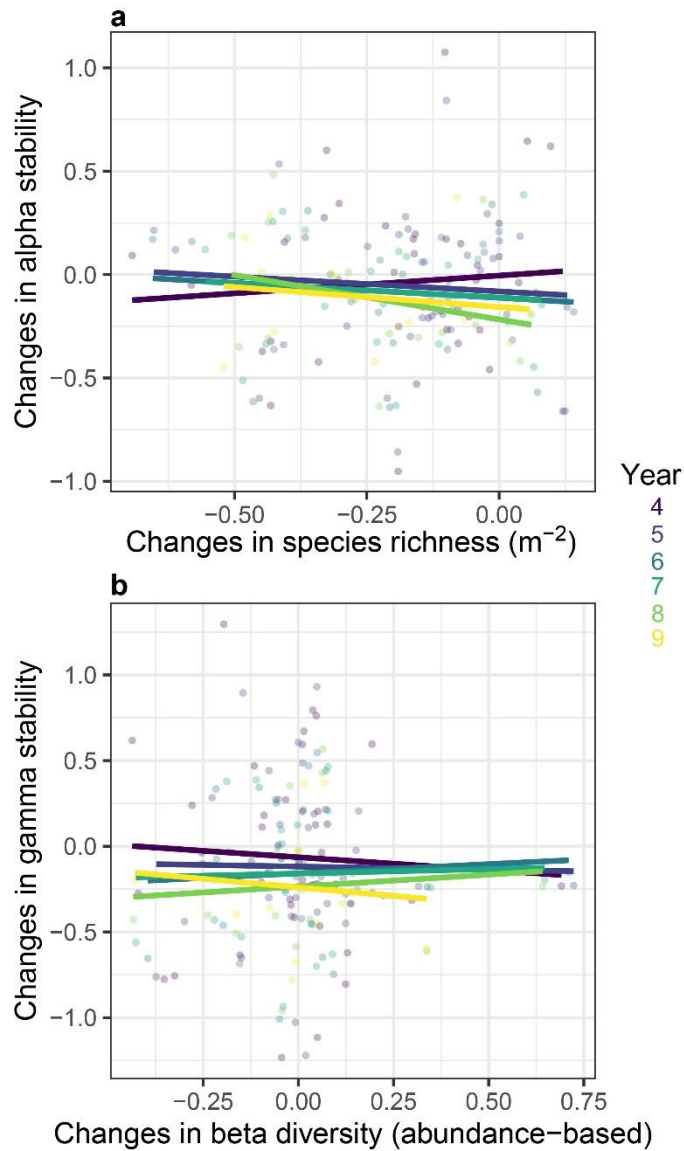 a
1.0
0.5
0.0
−0.5
−1.0
Changes in alpha stability
−0.50 −0.25 0.00
Changes in species richness (m⁻²)
Year
4
5
6
7
8
9
b
1.0
0.5
0.0
−0.5
−1.0
Changes in gamma stability
−0.25 0.00 0.25 0.50 0.75
Changes in beta diversity (abundance−based)